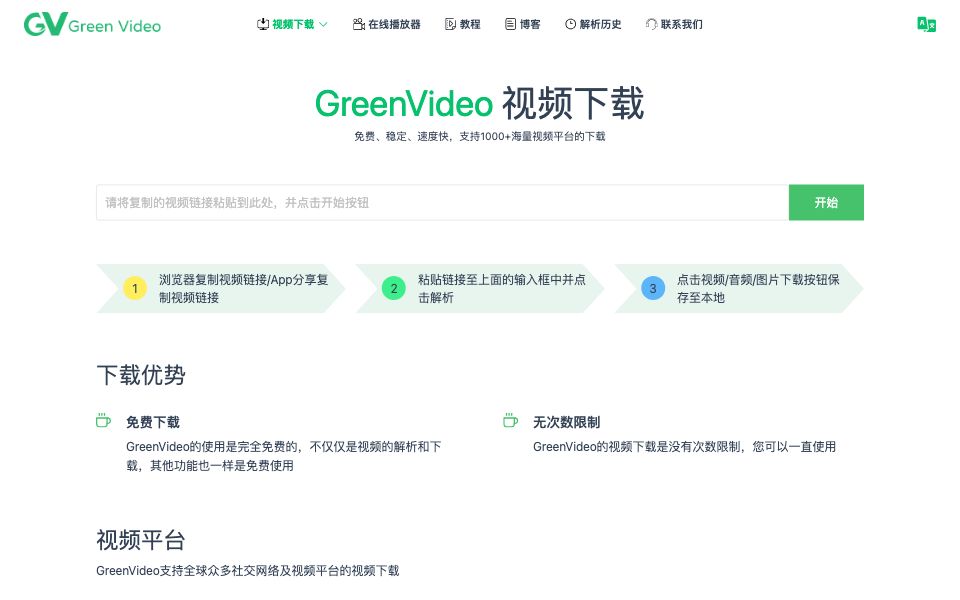 GV Green Video
视频下载
在线播放器
教程
博客
解析历史
联系我们
GreenVideo 视频下载
免费、稳定、速度快，支持1000+海量视频平台的下载
请将复制的视频链接粘贴到此处，并点击开始按钮
开始
1
浏览器复制视频链接/App分享复
制视频链接
2
粘贴链接至上面的输入框中并点
击解析
3
点击视频/音频/图片下载按钮保
存至本地
下载优势
免费下载
GreenVideo的使用是完全免费的，不仅仅是视频的解析和下
载，其他功能也一样是免费使用
无次数限制
GreenVideo的视频下载是没有次数限制，您可以一直使用
视频平台
GreenVideo支持全球众多社交网络及视频平台的视频下载